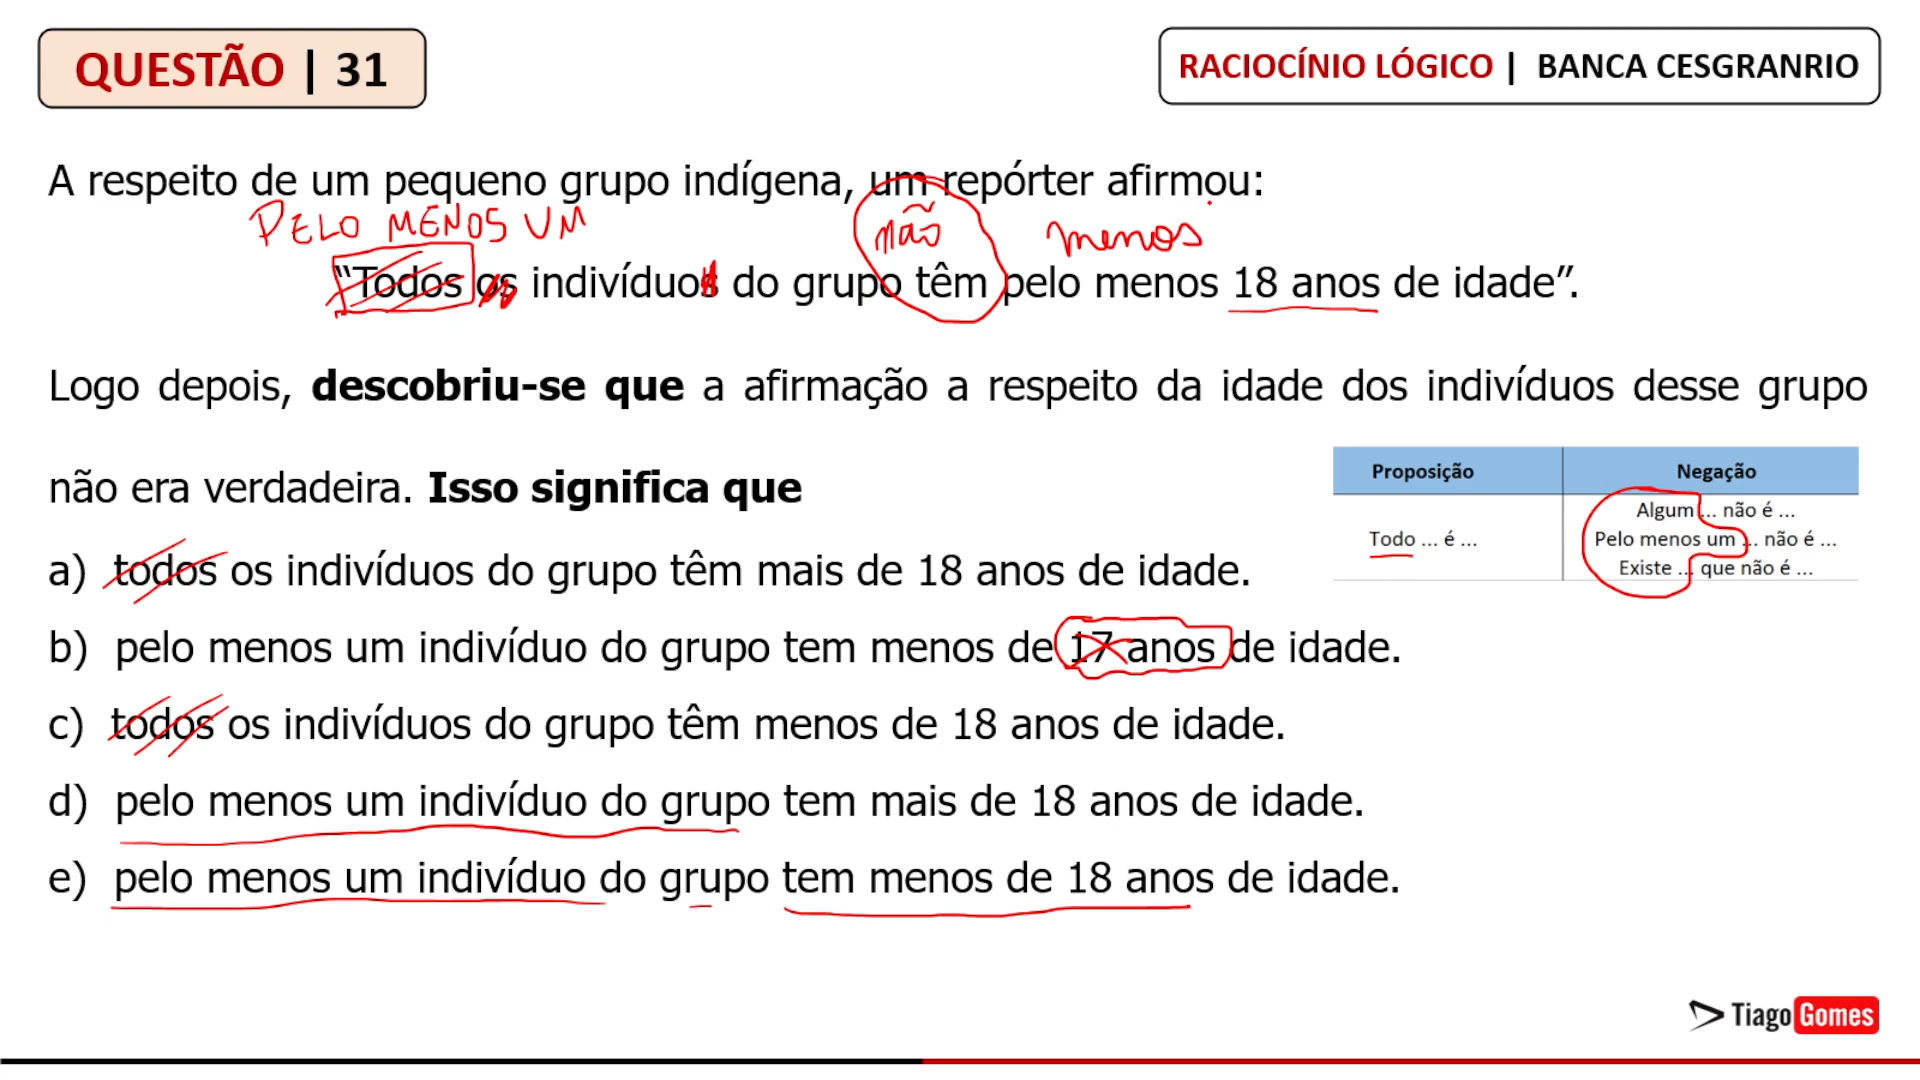 QUESTÃO | 31
RACIOCÍNIO LÓGICO | BANCA CESGRANRIO
A respeito de um pequeno grupo indígena, um repórter afirmou:
PELO MENOS UM não menos
“Todos os indivíduos do grupo têm pelo menos 18 anos de idade”.
Logo depois, descobriu-se que a afirmação a respeito da idade dos indivíduos desse grupo
não era verdadeira. Isso significa que
Proposição Negação
Todo ... é ...
Algum ... não é ...
Pelo menos um ... não é ...
Existe ... que não é ...
a) todos os indivíduos do grupo têm mais de 18 anos de idade.
b) pelo menos um indivíduo do grupo tem menos de 17 anos de idade.
c) todos os indivíduos do grupo têm menos de 18 anos de idade.
d) pelo menos um indivíduo do grupo tem mais de 18 anos de idade.
e) pelo menos um indivíduo do grupo tem menos de 18 anos de idade.
Tiago Gomes